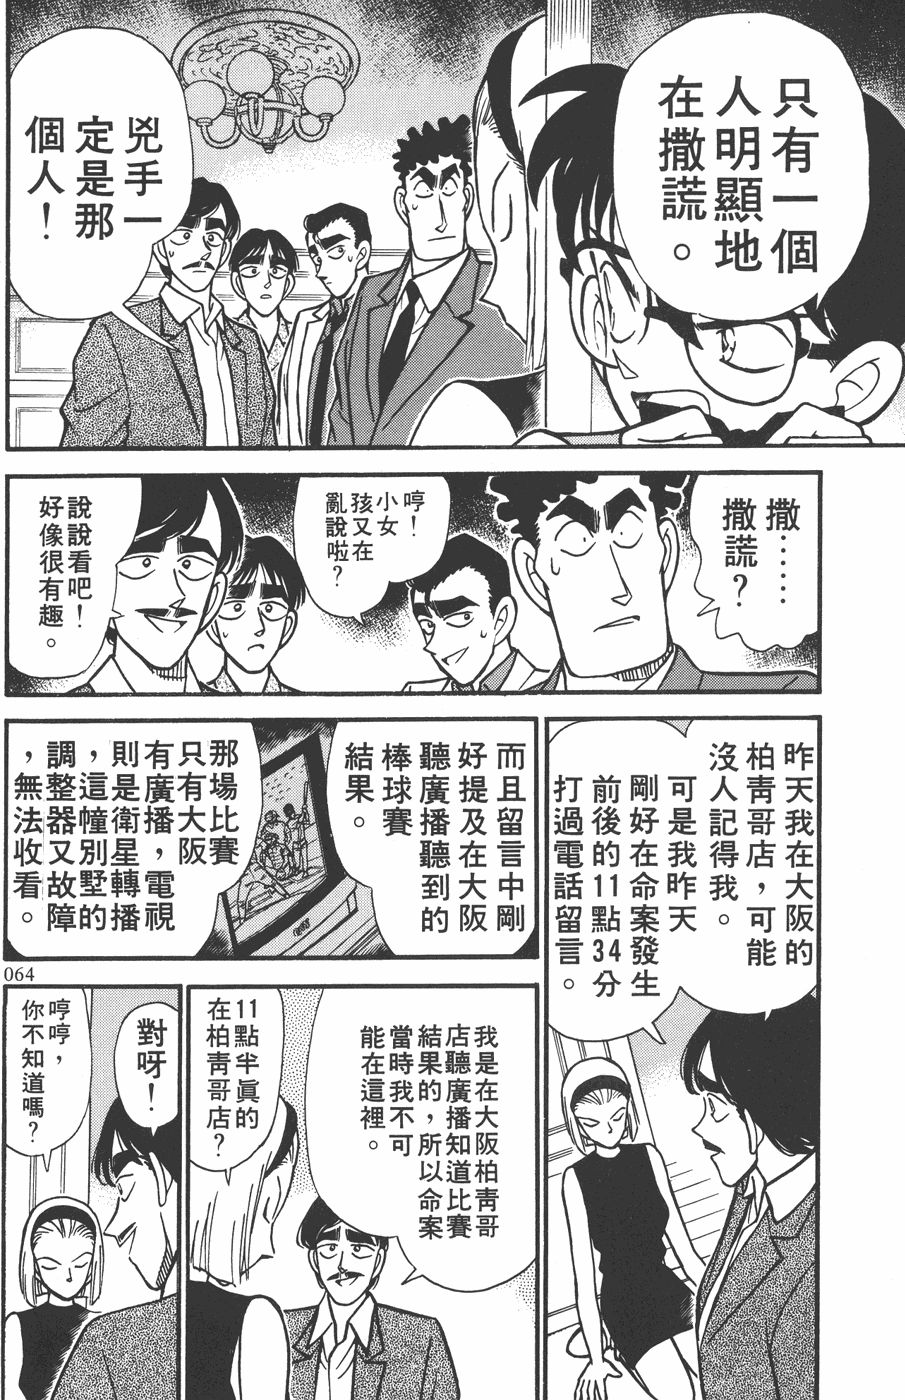 只有一個
人明顯地
在撒謊。
兇手一
定是那
個人！
撒……
撒謊？
哼！
小女
孩又在
亂說啦？
說說看吧！
好像很有趣。
昨天我在大阪的
柏青哥店，可能
沒人記得我。
可是我昨天
剛好在命案發生
前後的11點34分
打過電話留言。
而且留言中剛
好提及在大阪
聽廣播聽到的
棒球賽
結果。
那場比賽
只有大阪
有廣播，電視
則是衛星轉播
，這幢別墅的
調整器又故障
，無法收看。
064
我是在大阪柏青哥
店聽廣播知道比賽
結果的，所以命案
當時我不可
能在這裡。
11點半真的
在柏青哥店？
對呀！
哼哼，
你不知道嗎？